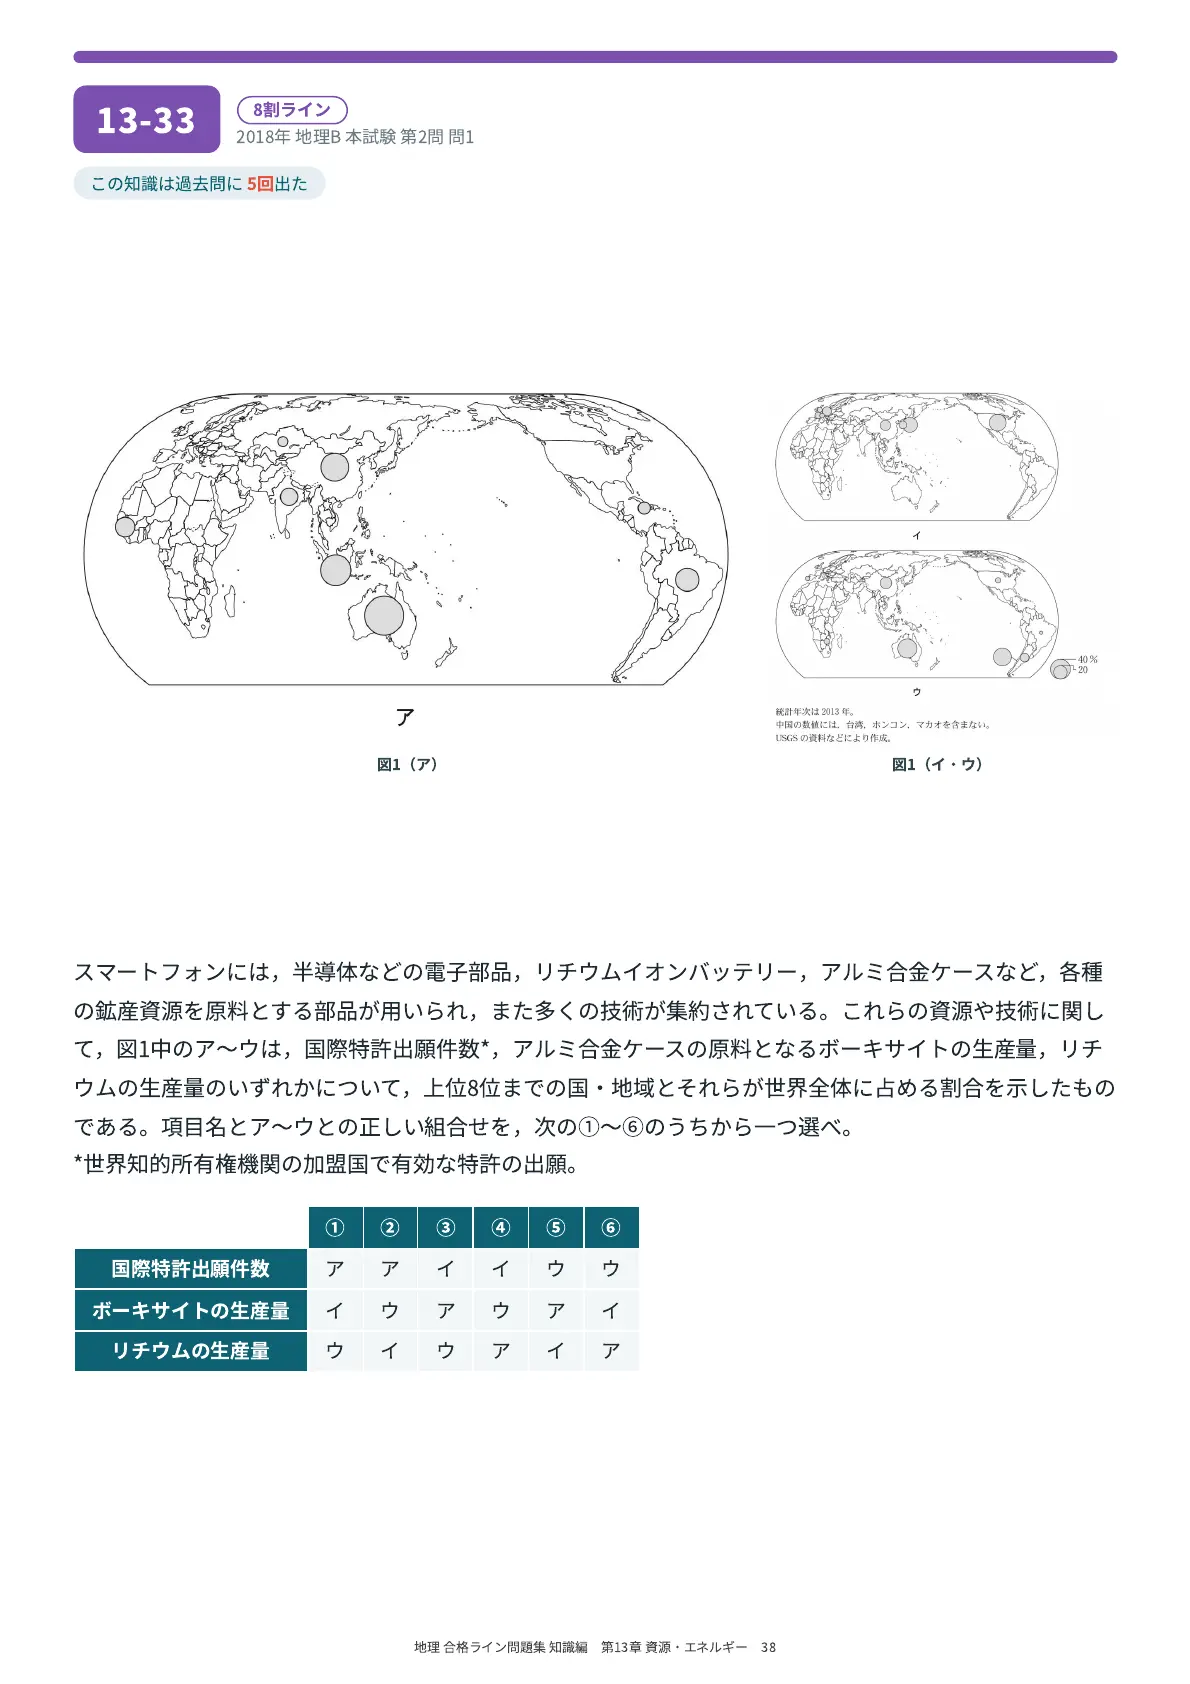 13-33
8割ライン
2018年 地理B 本試験 第2問 問1
この知識は過去問に 5回出た
ア
図1（ア）
イ
40 %
20
ウ
統計年次は 2013 年。
中国の数値には，台湾，ホンコン，マカオを含まない。
USGS の資料などにより作成。
図1（イ・ウ）
スマートフォンには，半導体などの電子部品，リチウムイオンバッテリー，アルミ合金ケースなど，各種
の鉱産資源を原料とする部品が用いられ，また多くの技術が集約されている。これらの資源や技術に関し
て，図1中のア～ウは，国際特許出願件数*，アルミ合金ケースの原料となるボーキサイトの生産量，リチ
ウムの生産量のいずれかについて，上位8位までの国・地域とそれらが世界全体に占める割合を示したもの
である。項目名とア～ウとの正しい組合せを，次の①～⑥のうちから一つ選べ。
*世界知的所有権機関の加盟国で有効な特許の出願。
① ② ③ ④ ⑤ ⑥
国際特許出願件数 ア ア イ イ ウ ウ
ボーキサイトの生産量 イ ウ ア ウ ア イ
リチウムの生産量 ウ イ ウ ア イ ア
地理 合格ライン問題集 知識編 第13章 資源・エネルギー 38